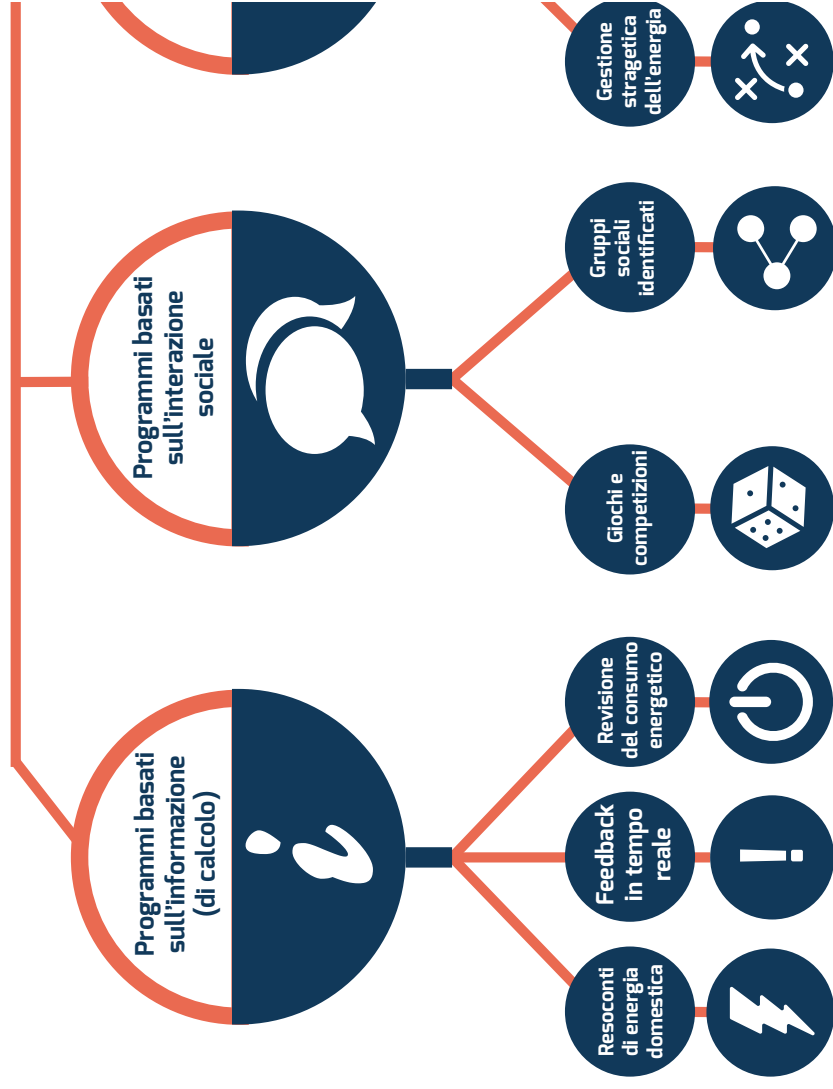 Programmi basati
sull'informazione
(di calcolo)
Programmi basati
sull'interazione
sociale
Resoconti
di energia
domestica
Feedback
in tempo
reale
Revisione
del consumo
energetico
Giochi e
competizioni
Gruppi
sociali
identificati
Gestione
stragetica
dell'energia